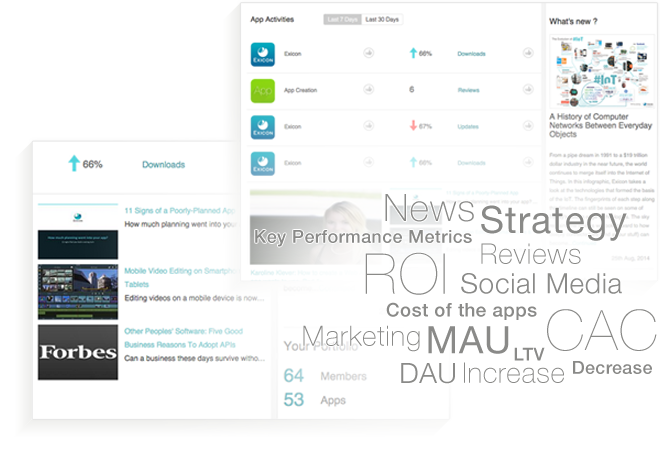 App Activities
Last 7 Days
Last 30 Days
What's new ?
EXICON
Exicon
66%
Downloads
App
App Creation
6
Reviews
EXICON
Exicon
67%
Updates
EXICON
Exicon
66%
Downloads
#IoT
A History of Computer
Networks Between Everyday
Objects
From a pipe dream in 1991 to a $10 trillion
dollar industry in the near future, the world
continues to merge itself into the Internet of
Things. In this infographic, Exicon takes a
look at the technologies that formed the basis
of the IoT. The fingerprints of each step along
2014
66%
Downloads
11 Signs of a Poorly-Planned App
How much planning went into your
Mobile Video Editing on Smartph
Tablets
Editing videos on a mobile device is now...
Forbes
Other Peoples' Software: Five Good
Business Reasons To Adopt APIs
Can a business these days survive witho...
Your Portfolio
64 Members
53 Apps
News
Strategy
Key Performance Metrics
Reviews
ROI
Social Media
Cost of the apps
CAC
Marketing
MAU
LTV
DAU
Increase
Decrease